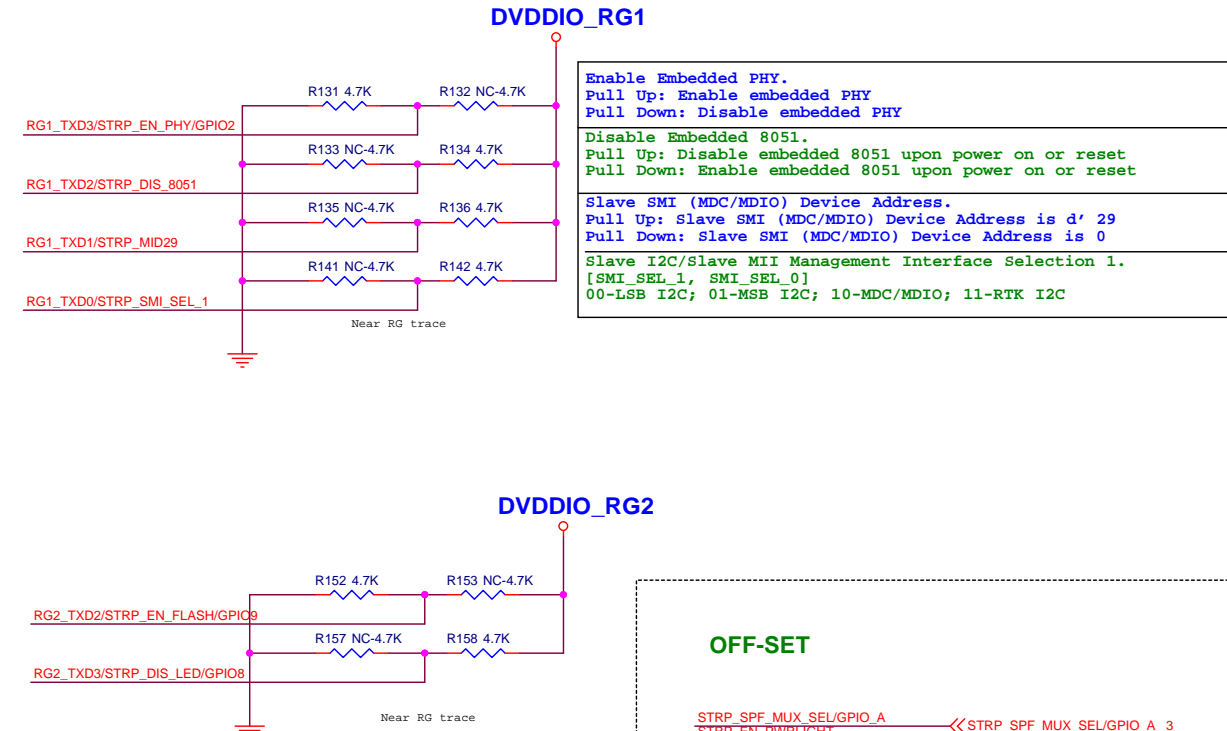 DVDDIO_RG1
R131 4.7K
R132 NC-4.7K
RG1_TXD3/STRP_EN_PHY/GPIO2
R133 NC-4.7K
R134 4.7K
RG1_TXD2/STRP_DIS_8051
R135 NC-4.7K
R136 4.7K
RG1_TXD1/STRP_MID29
R141 NC-4.7K
R142 4.7K
RG1_TXD0/STRP_SMI_SEL_1
Near RG trace
Enable Embedded PHY.
Pull Up: Enable embedded PHY
Pull Down: Disable embedded PHY
Disable Embedded 8051.
Pull Up: Disable embedded 8051 upon power on or reset
Pull Down: Enable embedded 8051 upon power on or reset
Slave SMI (MDC/MDIO) Device Address.
Pull Up: Slave SMI (MDC/MDIO) Device Address is d’ 29
Pull Down: Slave SMI (MDC/MDIO) Device Address is 0
Slave I2C/Slave MII Management Interface Selection 1.
[SMI_SEL_1, SMI_SEL_0]
00-LSB I2C; 01-MSB I2C; 10-MDC/MDIO; 11-RTK I2C
DVDDIO_RG2
R152 4.7K
R153 NC-4.7K
RG2_TXD2/STRP_EN_FLASH/GPIO9
R157 NC-4.7K
R158 4.7K
RG2_TXD3/STRP_DIS_LED/GPIO8
Near RG trace
OFF-SET
STRP_SPF_MUX_SEL/GPIO_A
STRP_SPF_MUX_SEL/GPIO_A 3
STRP_EN_PWRLIGHT